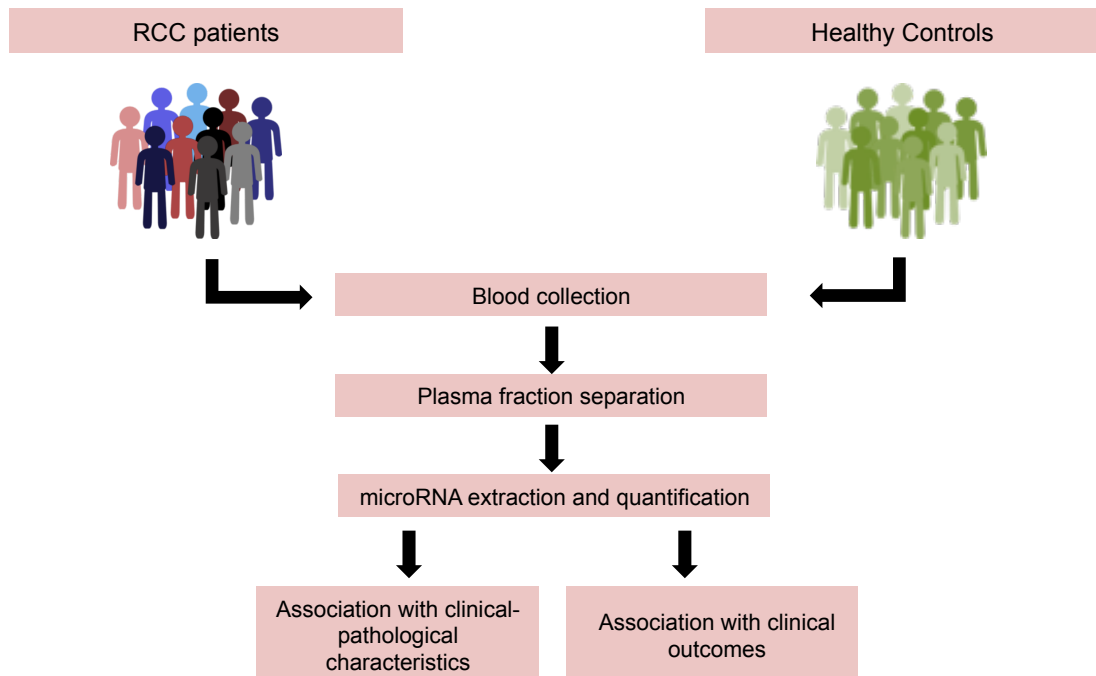 RCC patients
Healthy Controls
Blood collection
Plasma fraction separation
microRNA extraction and quantification
Association with clinical-
pathological
characteristics
Association with clinical
outcomes